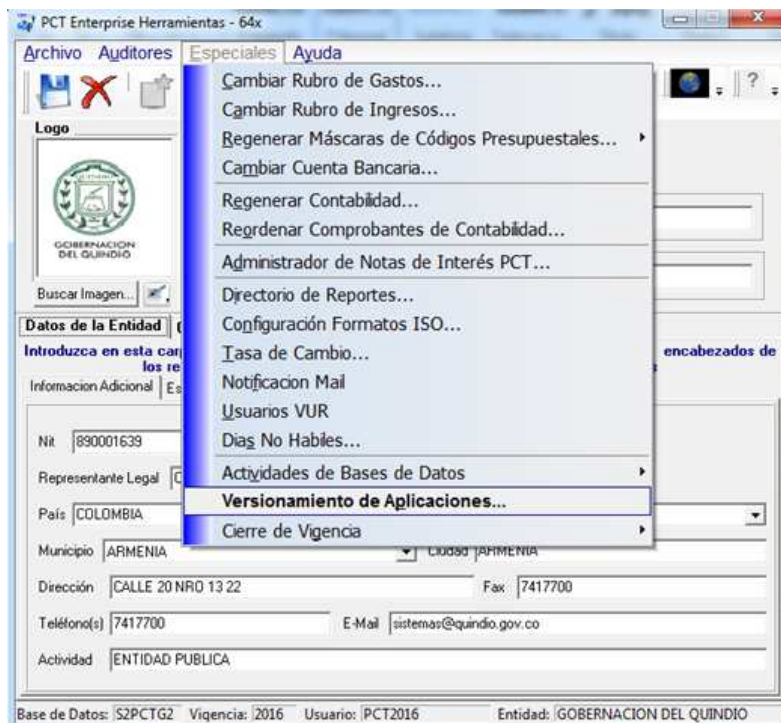 PCT Enterprise Herramientas - 64x
Archivo Auditores Especiales Ayuda
Cambiar Rubro de Gastos...
Cambiar Rubro de Ingresos...
Regenerar Máscaras de Códigos Presupuestales...
Cambiar Cuenta Bancaria...
Regenerar Contabilidad...
Reordenar Comprobantes de Contabilidad...
Administrador de Notas de Interés PCT...
Directorio de Reportes...
Configuración Formatos ISO...
Tasa de Cambio...
Notificacion Mail
Usuarios VUR
Dias No Habiles...
Actividades de Bases de Datos
Versionamiento de Aplicaciones...
Cierre de Vigencia
?
Logo
GOBERNACION
DEL QUINDIO
Buscar Imagen...
Datos de la Entidad
Introduzca en esta encabezados de
los
Informacion Adicional
Nit 890001639
Representante Legal
País COLOMBIA
Municipio ARMENIA Ciudad ARMENIA
Dirección CALLE 20 NRO 13 22 Fax 7417700
Teléfono(s) 7417700 E-Mail sistemas@quindio.gov.co
Actividad ENTIDAD PUBLICA
Base de Datos: S2PCTG2 Vigencia: 2016 Usuario: PCT2016 Entidad: GOBERNACION DEL QUINDIO